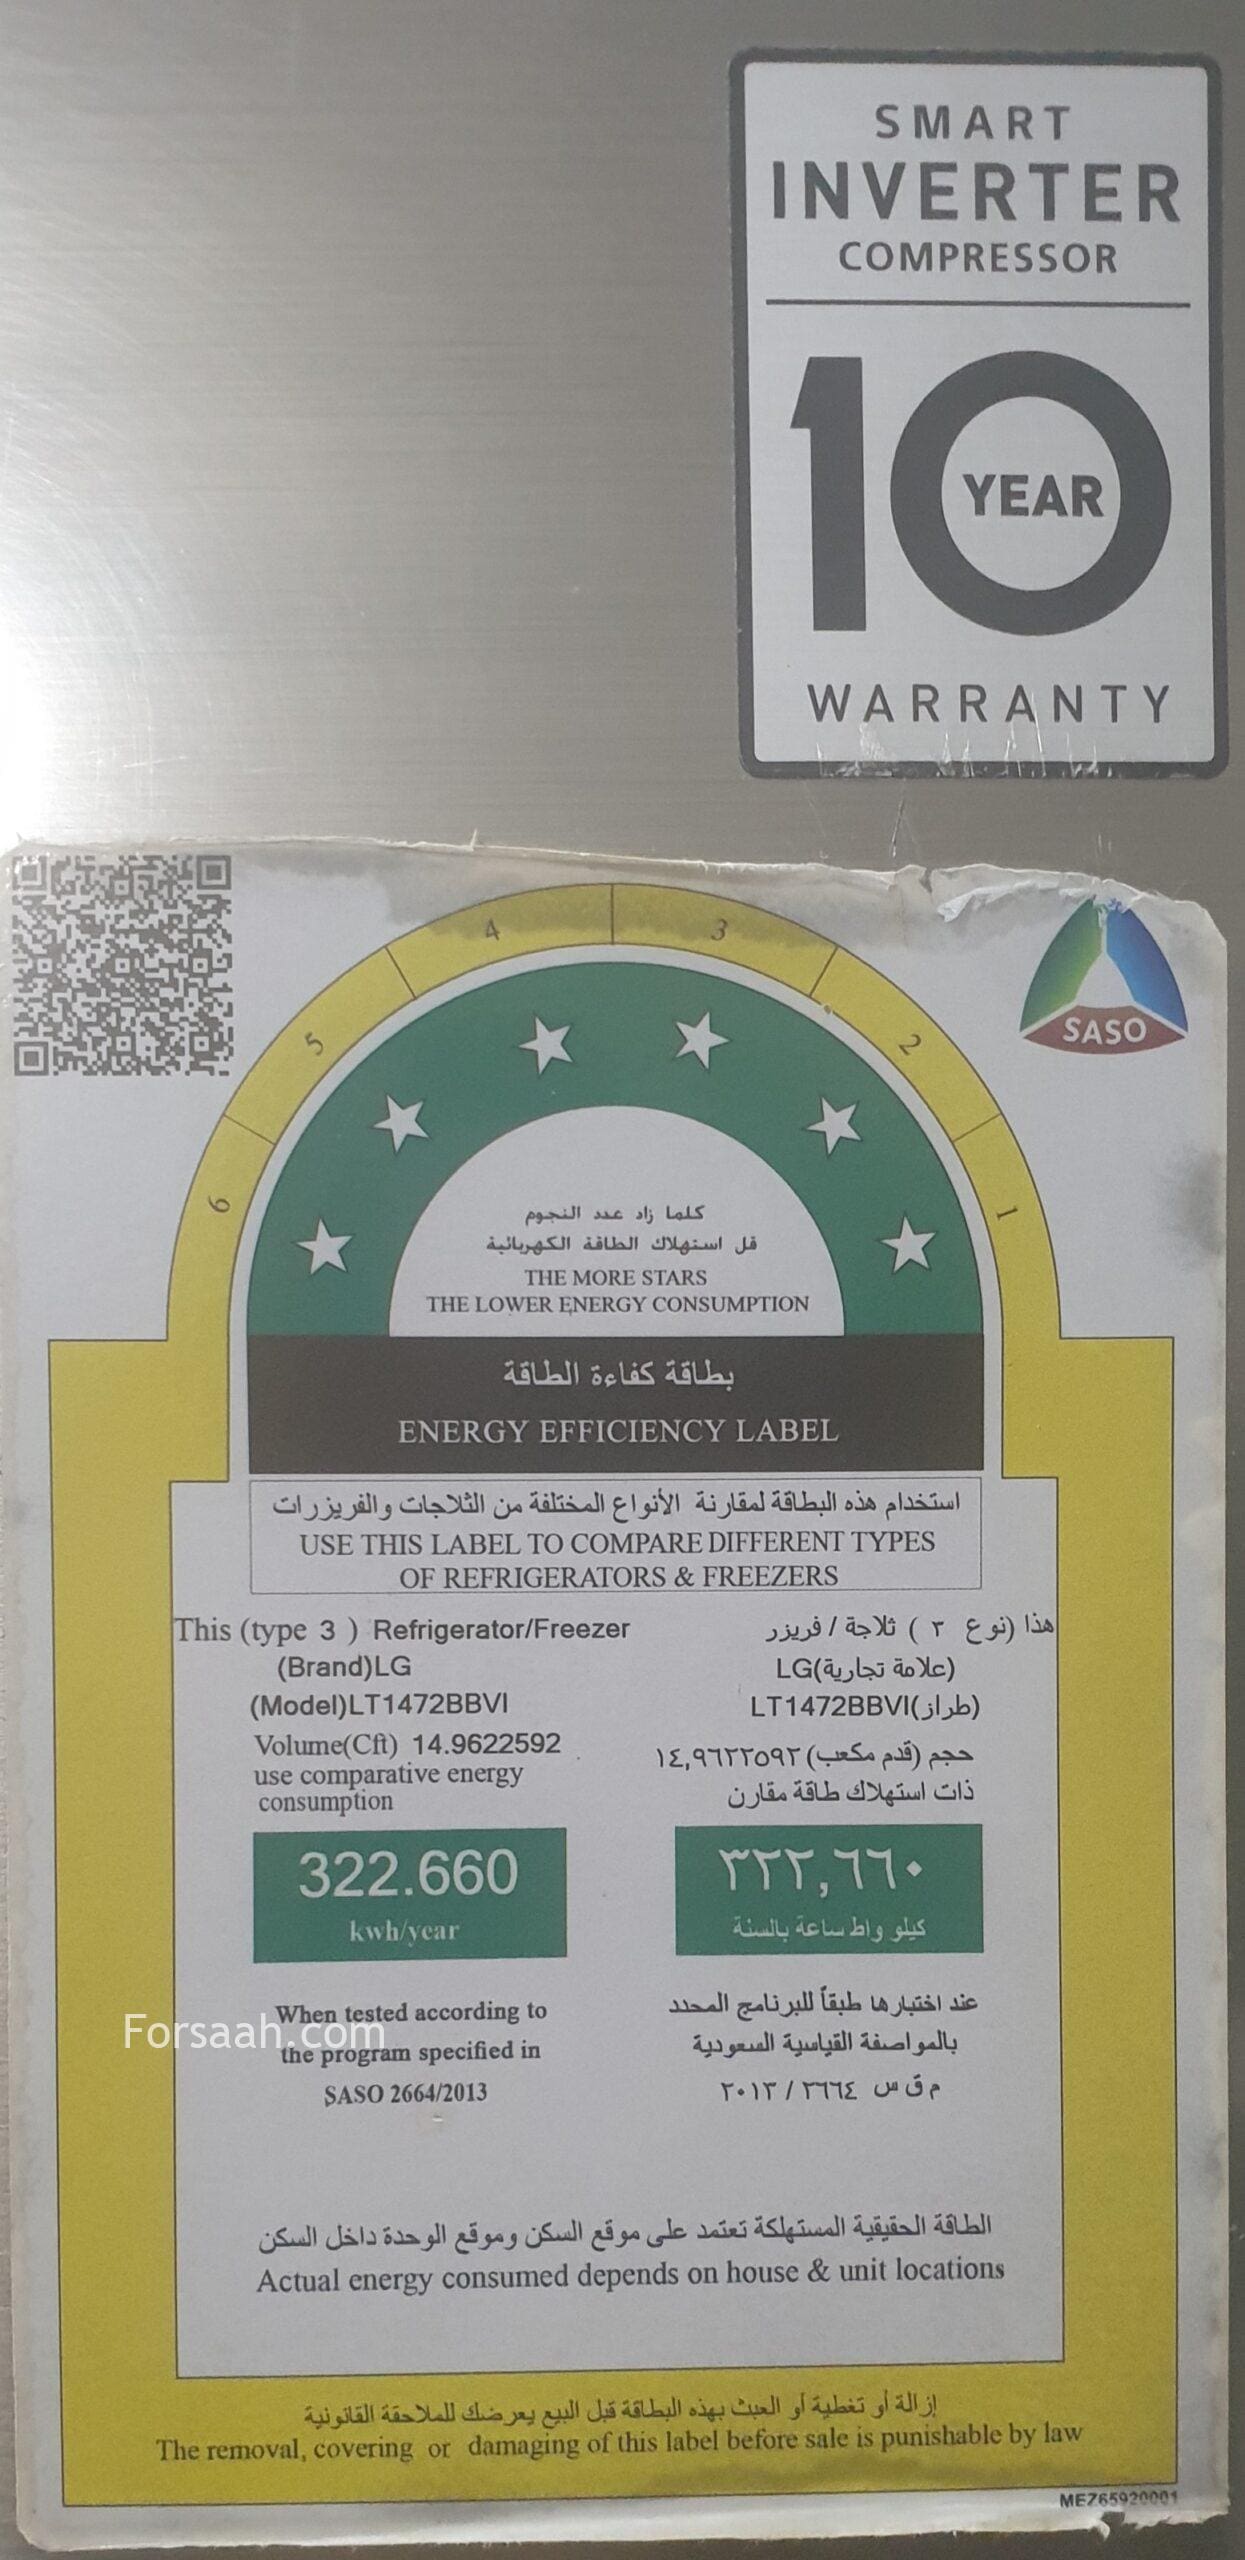 SMART
INVERTER
COMPRESSOR
10
YEAR
WARRANTY
SASO
6
5
4
3
2
1
كلما زاد عدد النجوم
قل استهلاك الطاقة الكهربائية
THE MORE STARS
THE LOWER ENERGY CONSUMPTION
بطاقة كفاءة الطاقة
ENERGY EFFICIENCY LABEL
استخدام هذه البطاقة لمقارنة الأنواع المختلفة من الثلاجات والفريزرات
USE THIS LABEL TO COMPARE DIFFERENT TYPES
OF REFRIGERATORS & FREEZERS
This (type 3 ) Refrigerator/Freezer
(Brand)LG
(Model)LT1472BBVI
Volume(Cft) 14.9622592
use comparative energy
consumption
322.660
kwh/year
When tested according to
the program specified in
SASO 2664/2013
هذا (نوع ٣ ) ثلاجة / فريزر
(علامة تجارية)LG
(طراز)LT1472BBVI
حجم (قدم مكعب) ١٤,٩٦٢٢٥٩٢
ذات استهلاك طاقة مقارن
٣٢٢,٦٦٠
كيلو واط ساعة بالسنة
عند اختبارها طبقاً للبرنامج المحدد
بالمواصفة القياسية السعودية
م ق س ٢٦٦٤ / ٢٠١٣
Forsaah.com
الطاقة الحقيقية المستهلكة تعتمد على موقع السكن وموقع الوحدة داخل السكن
Actual energy consumed depends on house & unit locations
إزالة أو تغطية أو العبث بهذه البطاقة قبل البيع يعرضك للملاحقة القانونية
The removal, covering or damaging of this label before sale is punishable by law
MEZ65920001